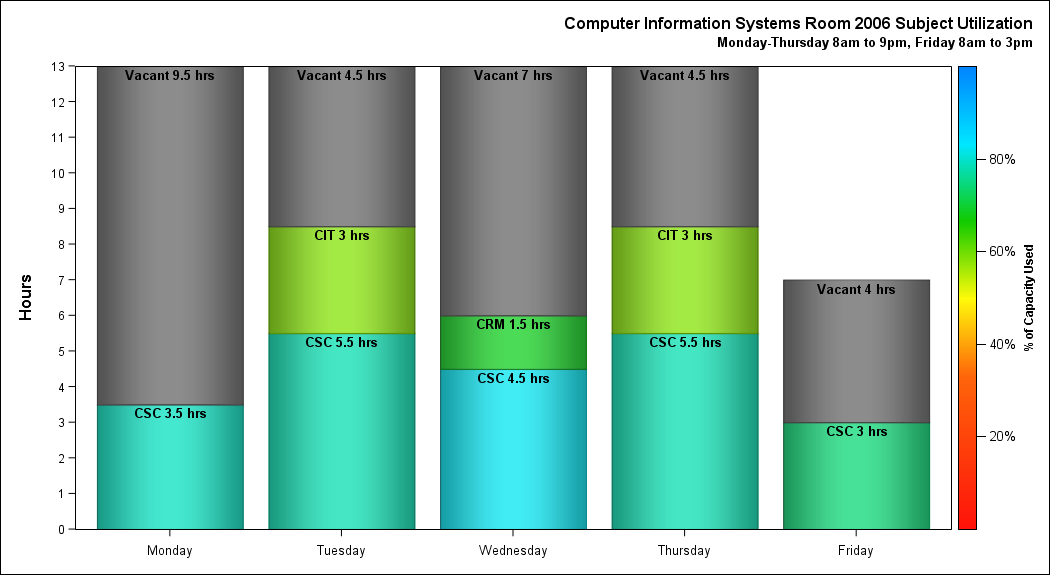 Computer Information Systems Room 2006 Subject Utilization
Monday-Thursday 8am to 9pm, Friday 8am to 3pm
Hours
13
12
11
10
9
8
7
6
5
4
3
2
1
0
Vacant 9.5 hrs
CSC 3.5 hrs
Vacant 4.5 hrs
CIT 3 hrs
CSC 5.5 hrs
Vacant 7 hrs
CRM 1.5 hrs
CSC 4.5 hrs
Vacant 4.5 hrs
CIT 3 hrs
CSC 5.5 hrs
Vacant 4 hrs
CSC 3 hrs
Monday
Tuesday
Wednesday
Thursday
Friday
80%
60%
40%
20%
% of Capacity Used